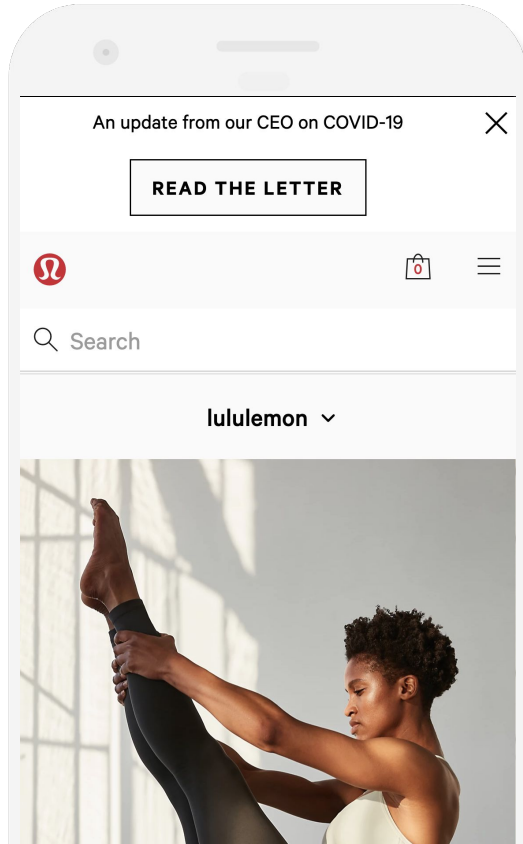 An update from our CEO on COVID-19
READ THE LETTER
0
Search
lululemon